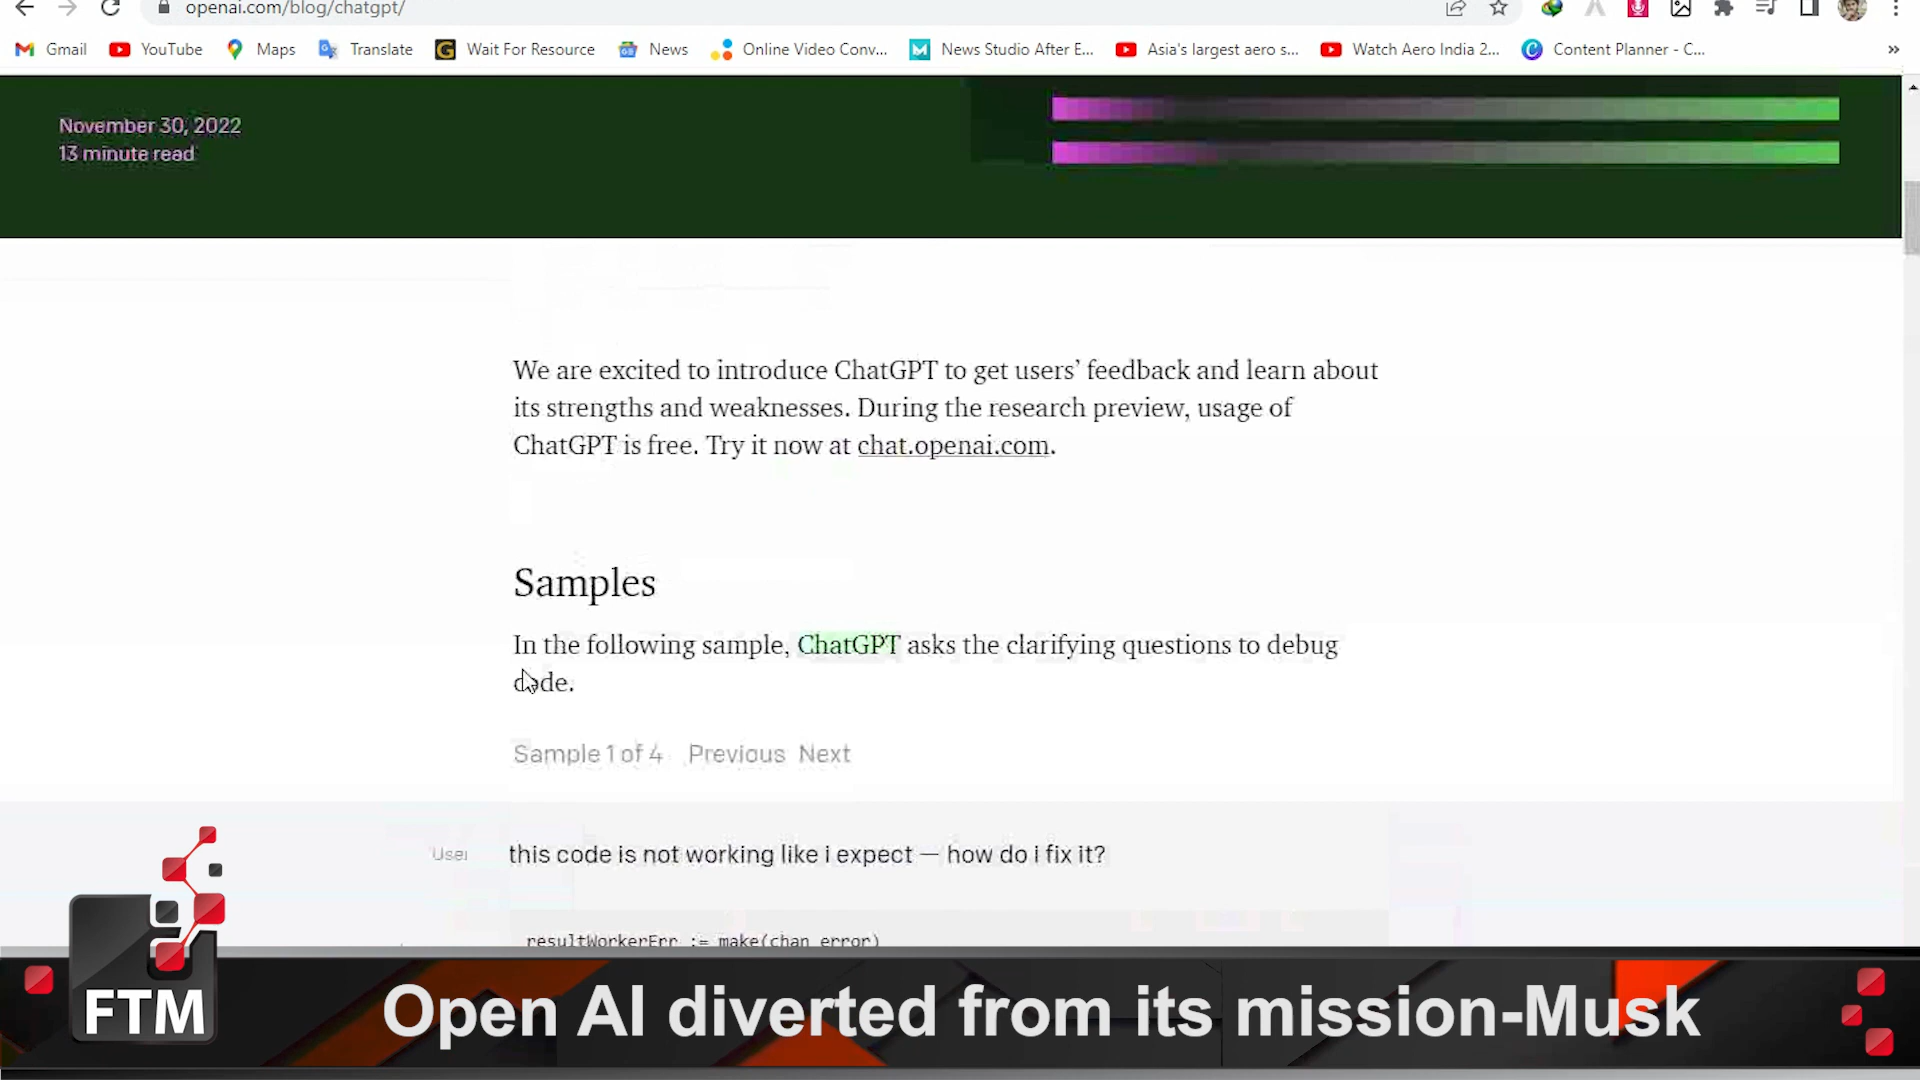 openai.com/blog/chatgpt/
Gmail YouTube Maps Translate Wait For Resource News Online Video Conv... News Studio After E... Asia's largest aero s... Watch Aero India 2... Content Planner - C... »
November 30, 2022
13 minute read
We are excited to introduce ChatGPT to get users’ feedback and learn about
its strengths and weaknesses. During the research preview, usage of
ChatGPT is free. Try it now at chat.openai.com.
Samples
In the following sample, ChatGPT asks the clarifying questions to debug
code.
Sample 1 of 4 Previous Next
User this code is not working like i expect — how do i fix it?
resultWorkerErr := make(chan error)
FTM
Open AI diverted from its mission-Musk